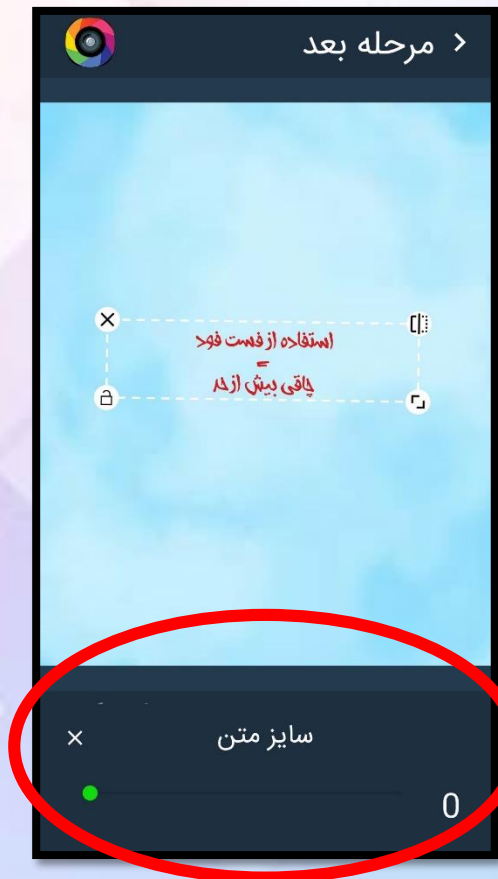 مرحله بعد
استفاده از فست فود
=
چاقی بیش از حد
سایز متن
0